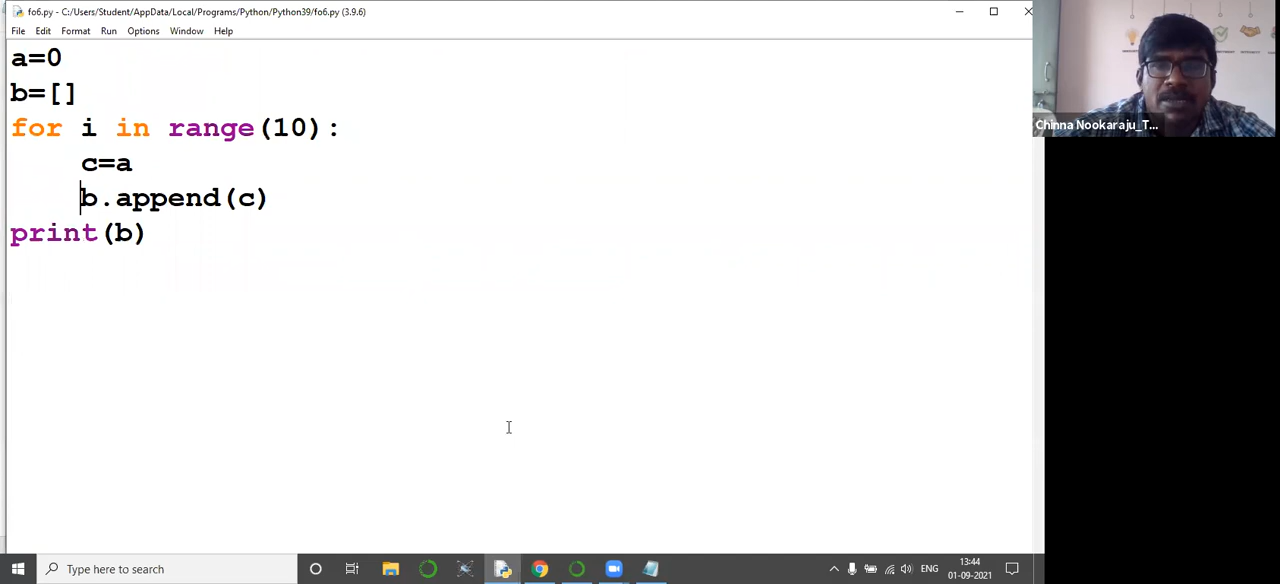 fo6.py - C:/Users/Student/AppData/Local/Programs/Python/Python39/fo6.py (3.9.6)
File Edit Format Run Options Window Help
a=0
b=[]
for i in range(10):
    c=a
    b.append(c)
print(b)
Chinna Nookaraju_T...
Type here to search
ENG
13:44
01-09-2021